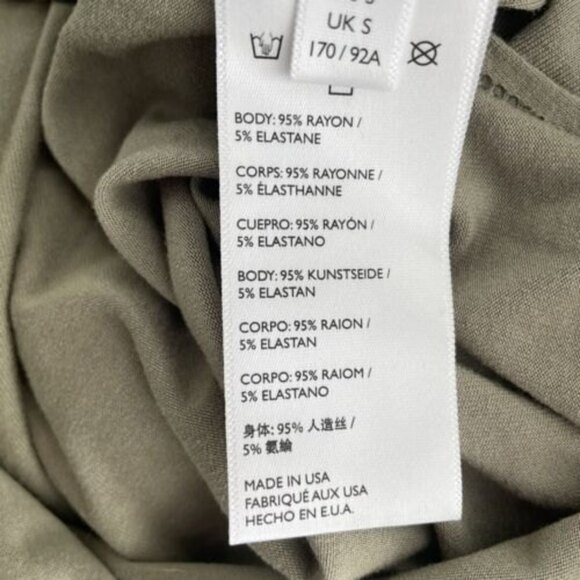 UK S
170 / 92A
BODY: 95% RAYON /
5% ELASTANE
CORPS: 95% RAYONNE /
5% ÉLASTHANNE
CUEPRO: 95% RAYÓN /
5% ELASTANO
BODY: 95% KUNSTSEIDE /
5% ELASTAN
CORPO: 95% RAION /
5% ELASTAN
CORPO: 95% RAIOM /
5% ELASTANO
身体: 95% 人造丝 /
5% 氨綸
MADE IN USA
FABRIQUÉ AUX USA
HECHO EN E.U.A.